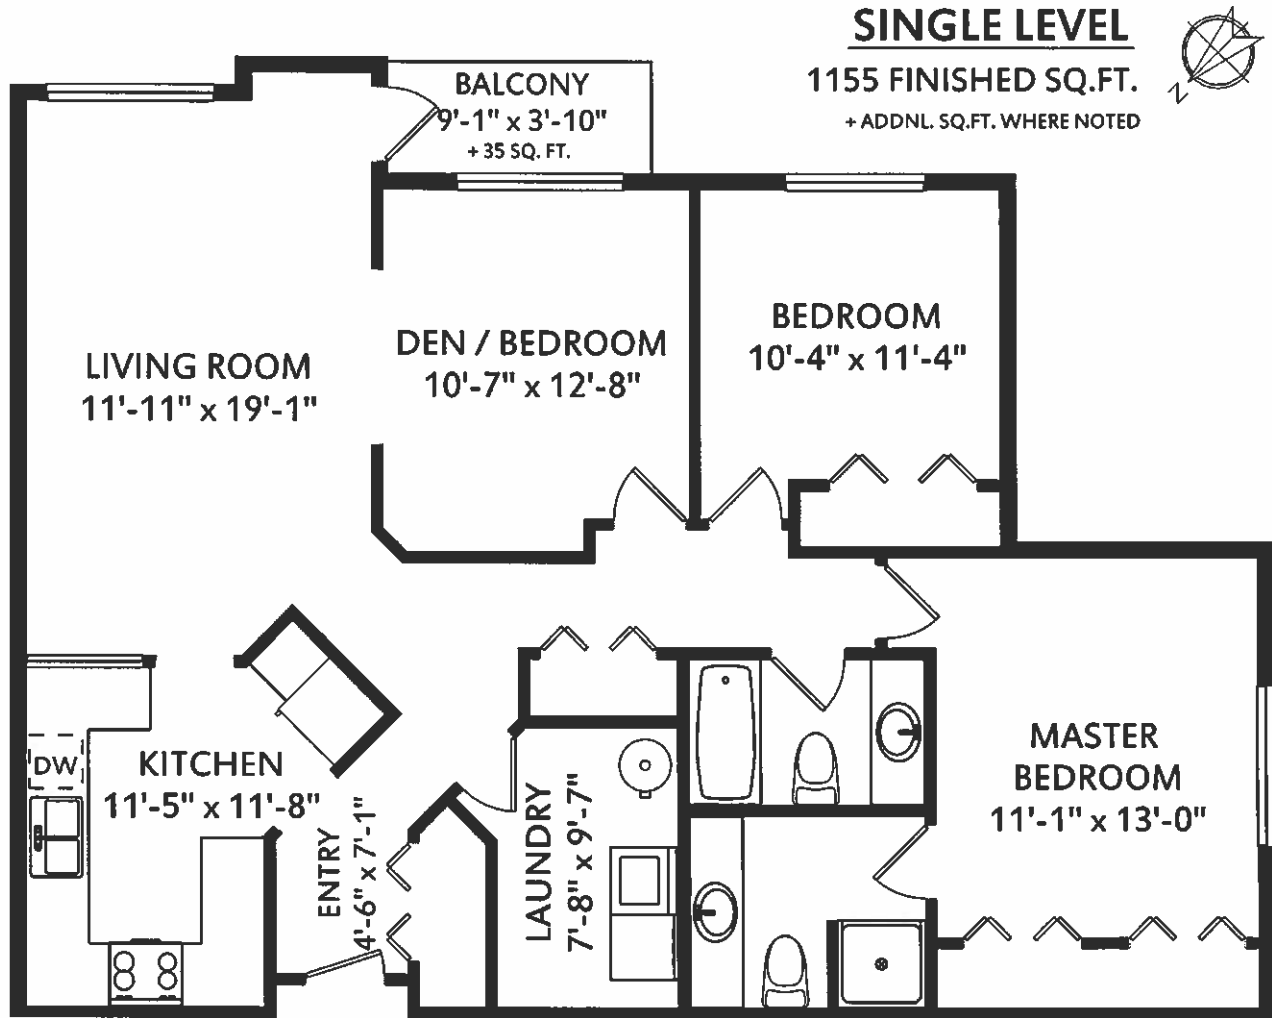 SINGLE LEVEL
1155 FINISHED SQ.FT.
+ ADDNL. SQ.FT. WHERE NOTED
N
BALCONY
9'-1" x 3'-10"
+ 35 SQ. FT.
LIVING ROOM
11'-11" x 19'-1"
DEN / BEDROOM
10'-7" x 12'-8"
BEDROOM
10'-4" x 11'-4"
DW
KITCHEN
11'-5" x 11'-8"
ENTRY
4'-6" x 7'-1"
LAUNDRY
7'-8" x 9'-7"
MASTER
BEDROOM
11'-1" x 13'-0"